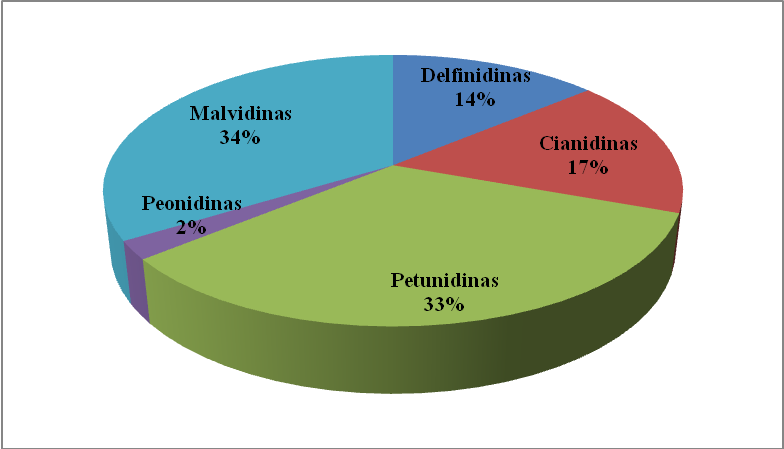 Delfinidinas
14%
Malvidinas
34%
Cianidinas
17%
Peonidinas
2%
Petunidinas
33%